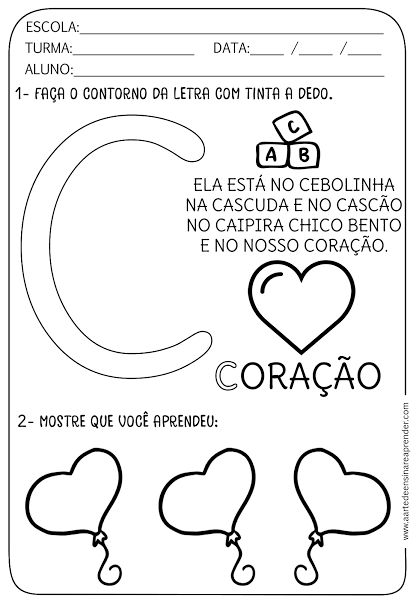 ESCOLA:
TURMA: DATA: / /
ALUNO:
1- FAÇA O CONTORNO DA LETRA COM TINTA A DEDO.
C
C
A B
ELA ESTÁ NO CEBOLINHA
NA CASCUDA E NO CASCÃO
NO CAIPIRA CHICO BENTO
E NO NOSSO CORAÇÃO.
CORAÇÃO
2- MOSTRE QUE VOCÊ APRENDEU:
www.aartedeensinareaprender.com